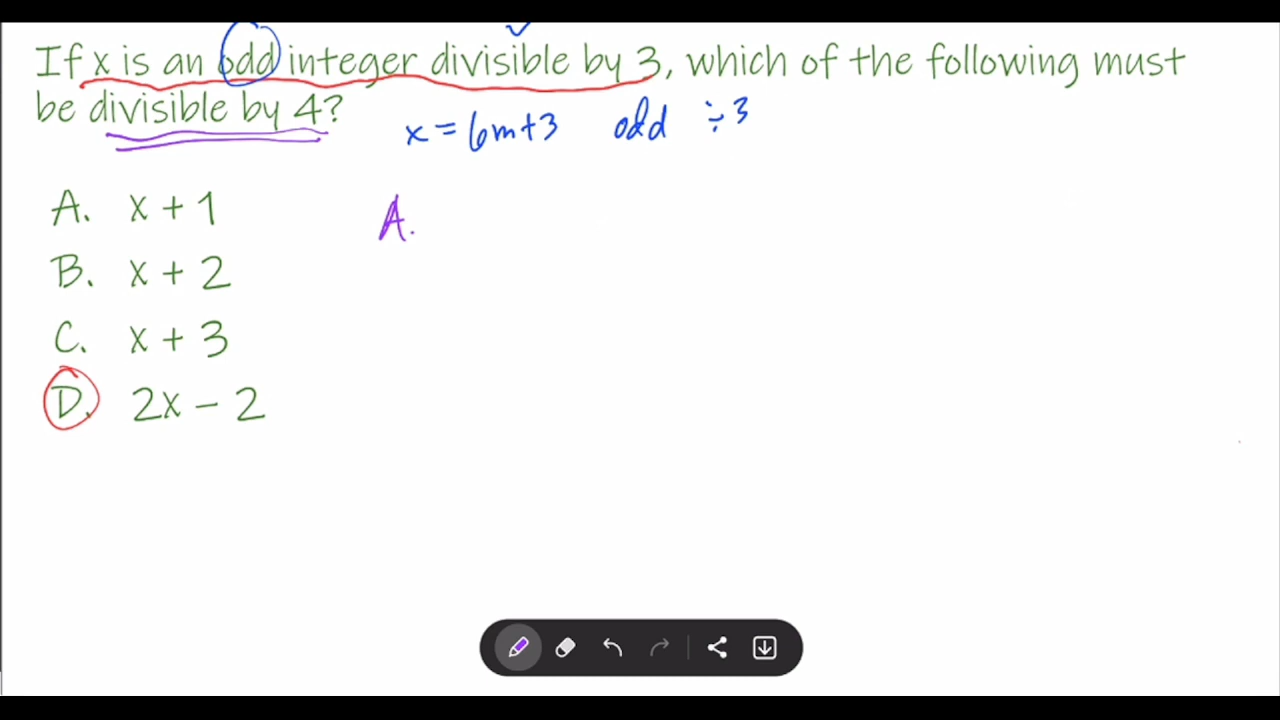 If x is an odd integer divisible by 3, which of the following must
be divisible by 4?
x = 6m+3 odd ÷3
A. x + 1
A.
B. x + 2
C. x + 3
D. 2x - 2